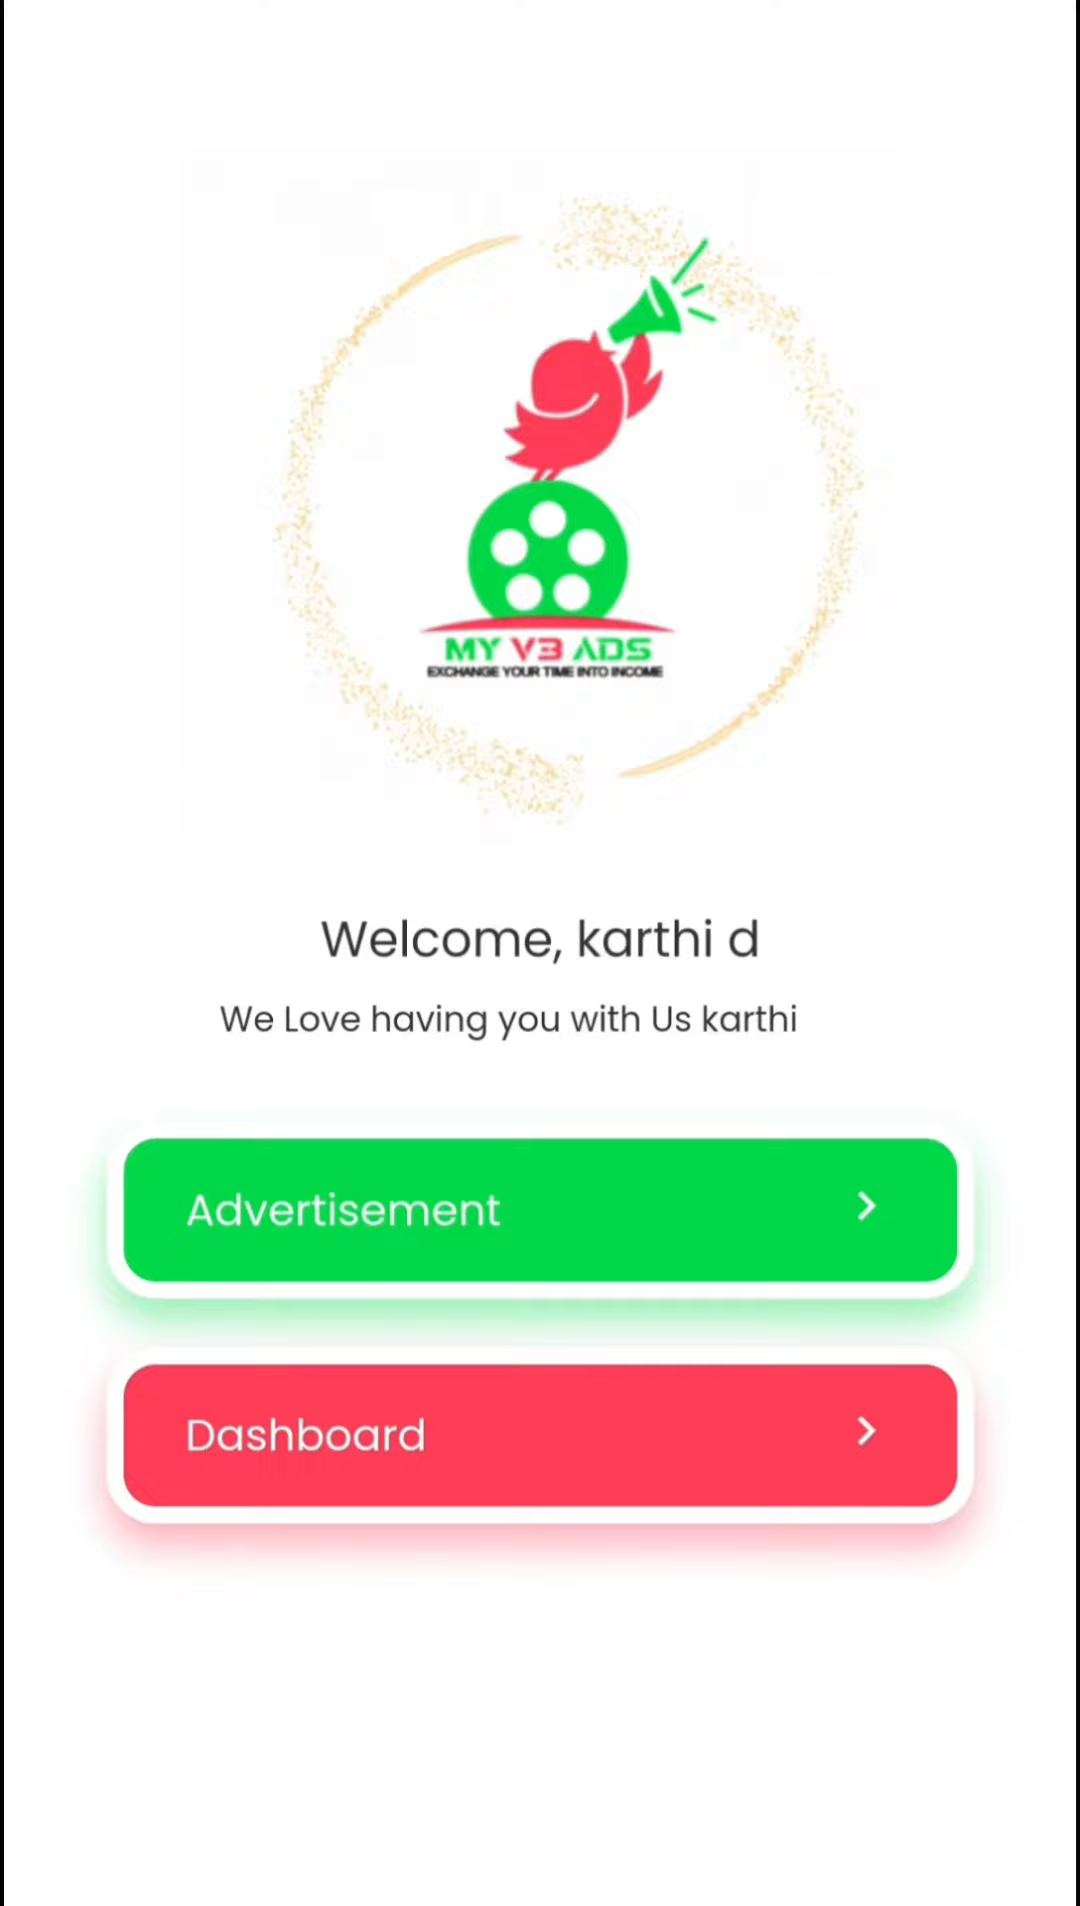 MY V3 ADS
EXCHANGE YOUR TIME INTO INCOME
Welcome, karthi d
We Love having you with Us karthi
Advertisement
Dashboard